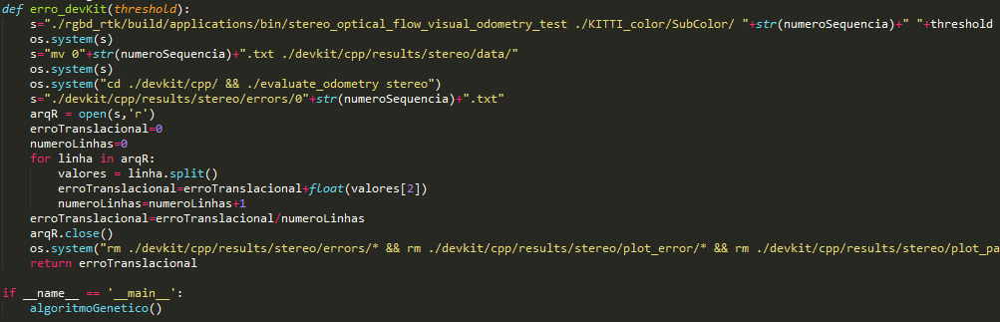 def erro_devKit(threshold):
    s="./rgbd_rtk/build/applications/bin/stereo_optical_flow_visual_odometry_test ./KITTI_color/SubColor/ "+str(numeroSequencia)+" "+threshold
    os.system(s)
    s="mv 0"+str(numeroSequencia)+".txt ./devkit/cpp/results/stereo/data/"
    os.system(s)
    os.system("cd ./devkit/cpp/ && ./evaluate_odometry stereo")
    s="./devkit/cpp/results/stereo/errors/0"+str(numeroSequencia)+".txt"
    arqR = open(s,'r')
    erroTranslacional=0
    numeroLinhas=0
    for linha in arqR:
        valores = linha.split()
        erroTranslacional=erroTranslacional+float(valores[2])
        numeroLinhas=numeroLinhas+1
    erroTranslacional=erroTranslacional/numeroLinhas
    arqR.close()
    os.system("rm ./devkit/cpp/results/stereo/errors/* && rm ./devkit/cpp/results/stereo/plot_error/* && rm ./devkit/cpp/results/stereo/plot_pa
    return erroTranslacional
if __name__ == '__main__':
    algoritmoGenetico()